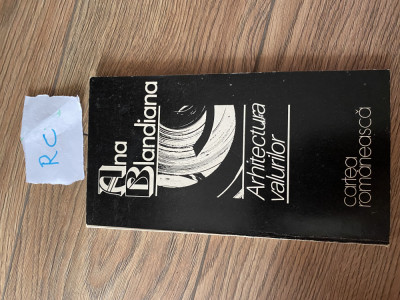 Ana
Blandiana
Arhitectura
valurilor
cartea
românească
RC